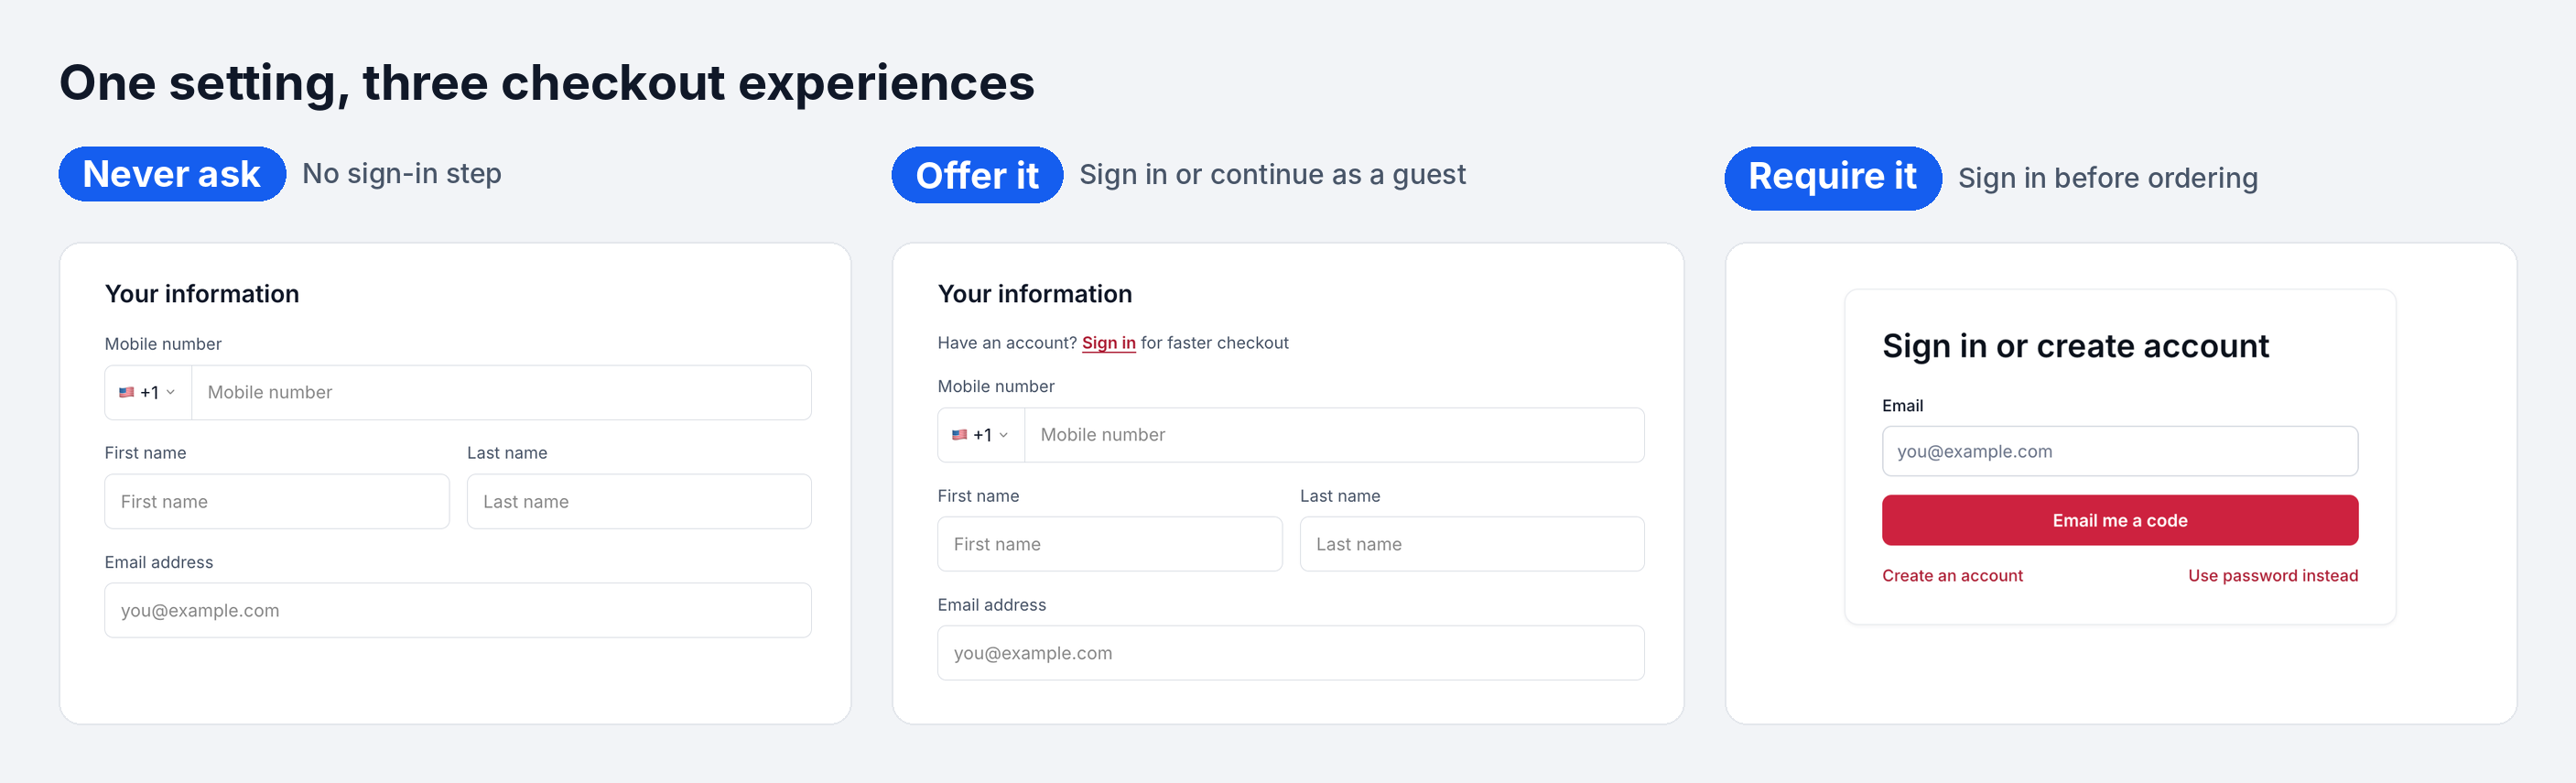 One setting, three checkout experiences
Never ask No sign-in step
Offer it Sign in or continue as a guest
Require it Sign in before ordering
Your information
Mobile number
+1 Mobile number
First name Last name
First name Last name
Email address
you@example.com
Your information
Have an account? Sign in for faster checkout
Mobile number
+1 Mobile number
First name Last name
First name Last name
Email address
you@example.com
Sign in or create account
Email
you@example.com
Email me a code
Create an account Use password instead